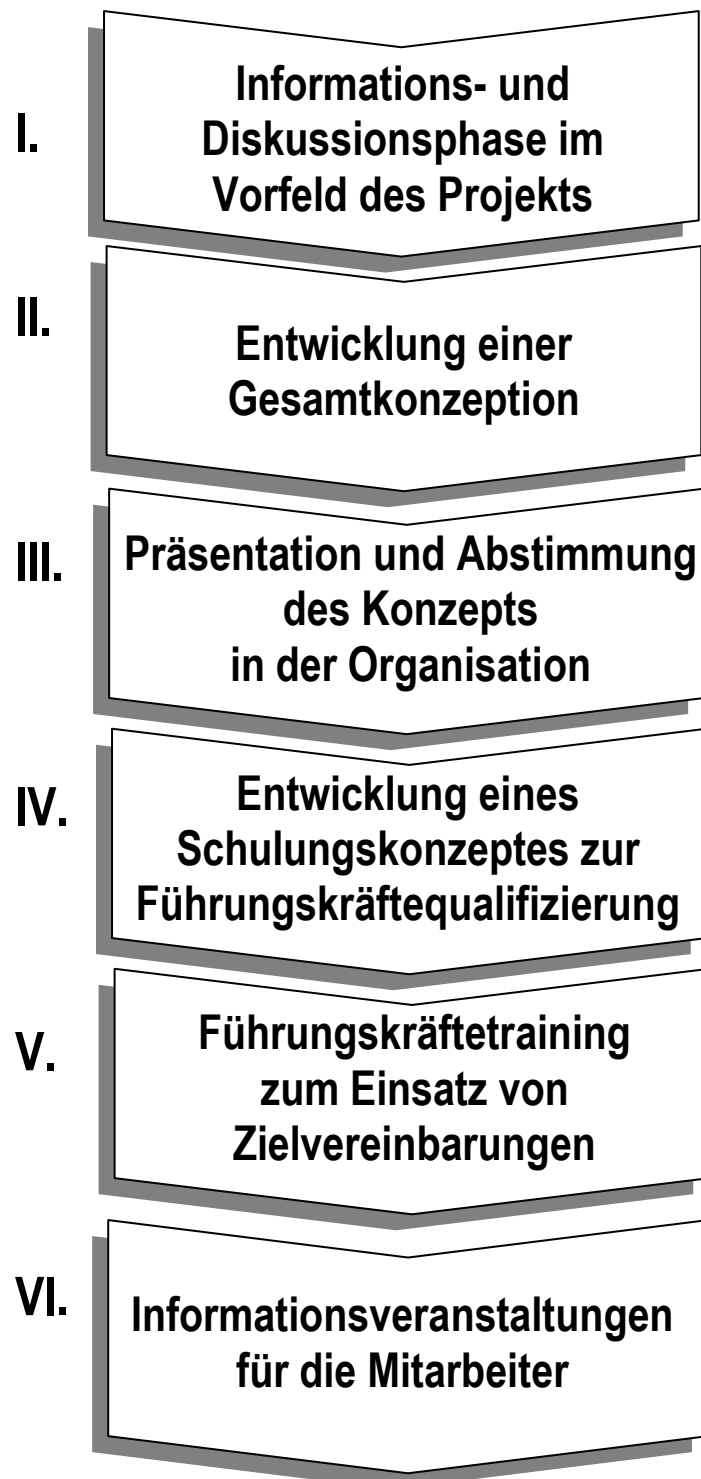 I.
Informations- und
Diskussionsphase im
Vorfeld des Projekts
II.
Entwicklung einer
Gesamtkonzeption
III.
Präsentation und Abstimmung
des Konzepts
in der Organisation
IV.
Entwicklung eines
Schulungskonzeptes zur
Führungskräftequalifizierung
V.
Führungskräftetraining
zum Einsatz von
Zielvereinbarungen
VI.
Informationsveranstaltungen
für die Mitarbeiter